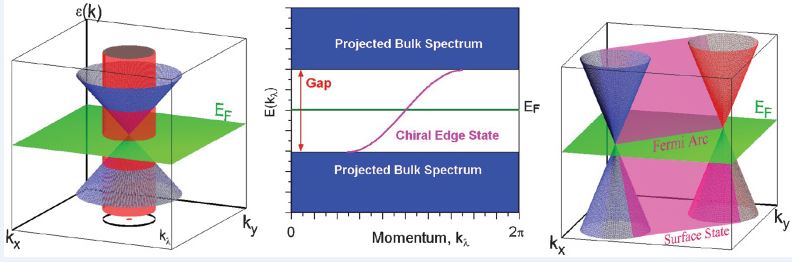 ε(k)
E_F
k_x
k_λ
k_y
E(k_λ)
Projected Bulk Spectrum
Gap
E_F
Chiral Edge State
Projected Bulk Spectrum
0
Momentum, k_λ
2π
E_F
Fermi Arc
k_x
Surface State
k_y